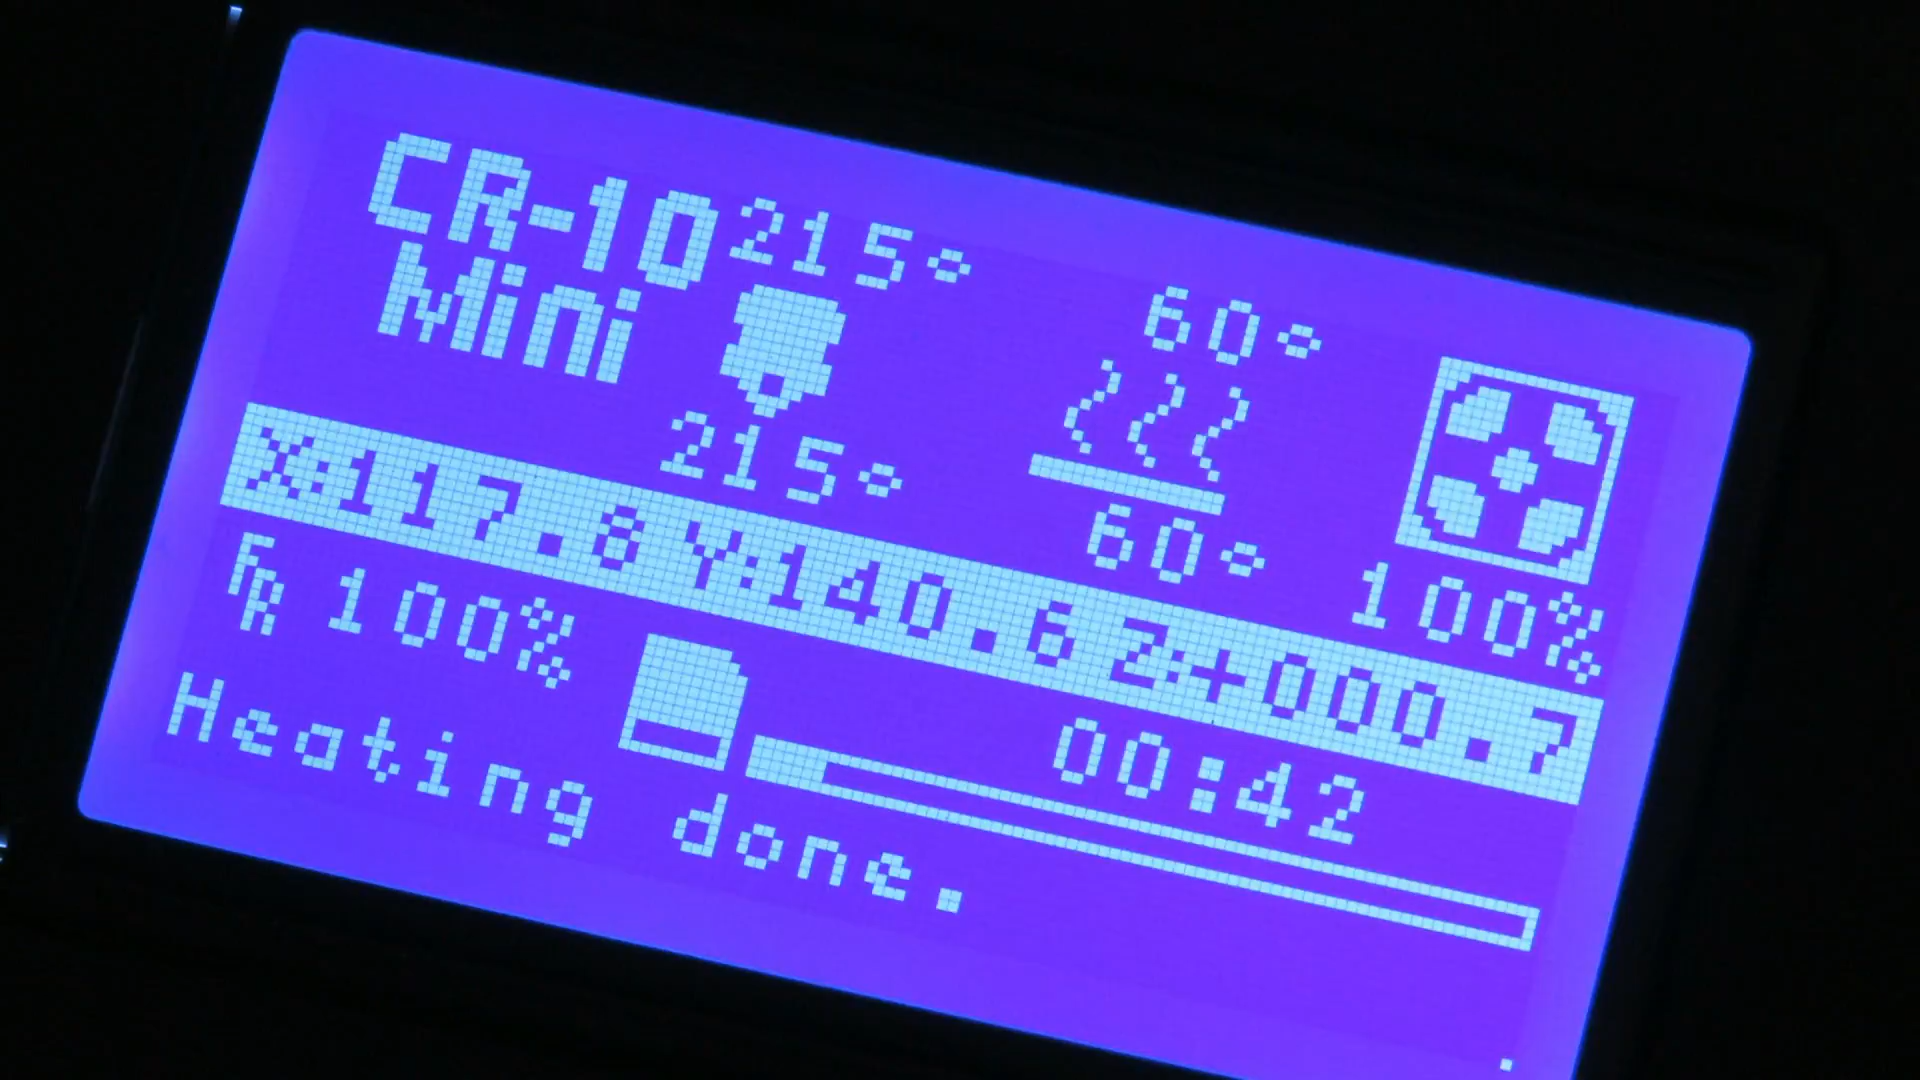 CR-10 215° 60°
Mini
215° 60° 100%
X:117.8 Y:140.6 Z:+000.7
FR 100% 00:42
Heating done.